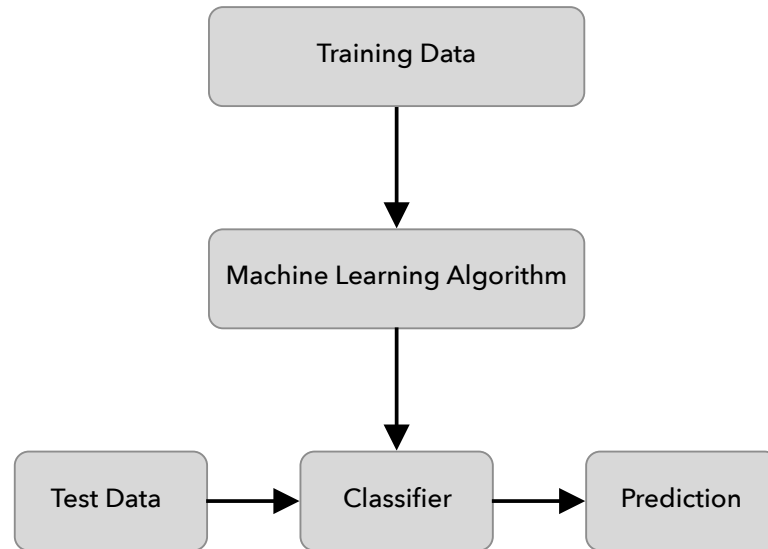 Training Data
Machine Learning Algorithm
Test Data
Classifier
Prediction